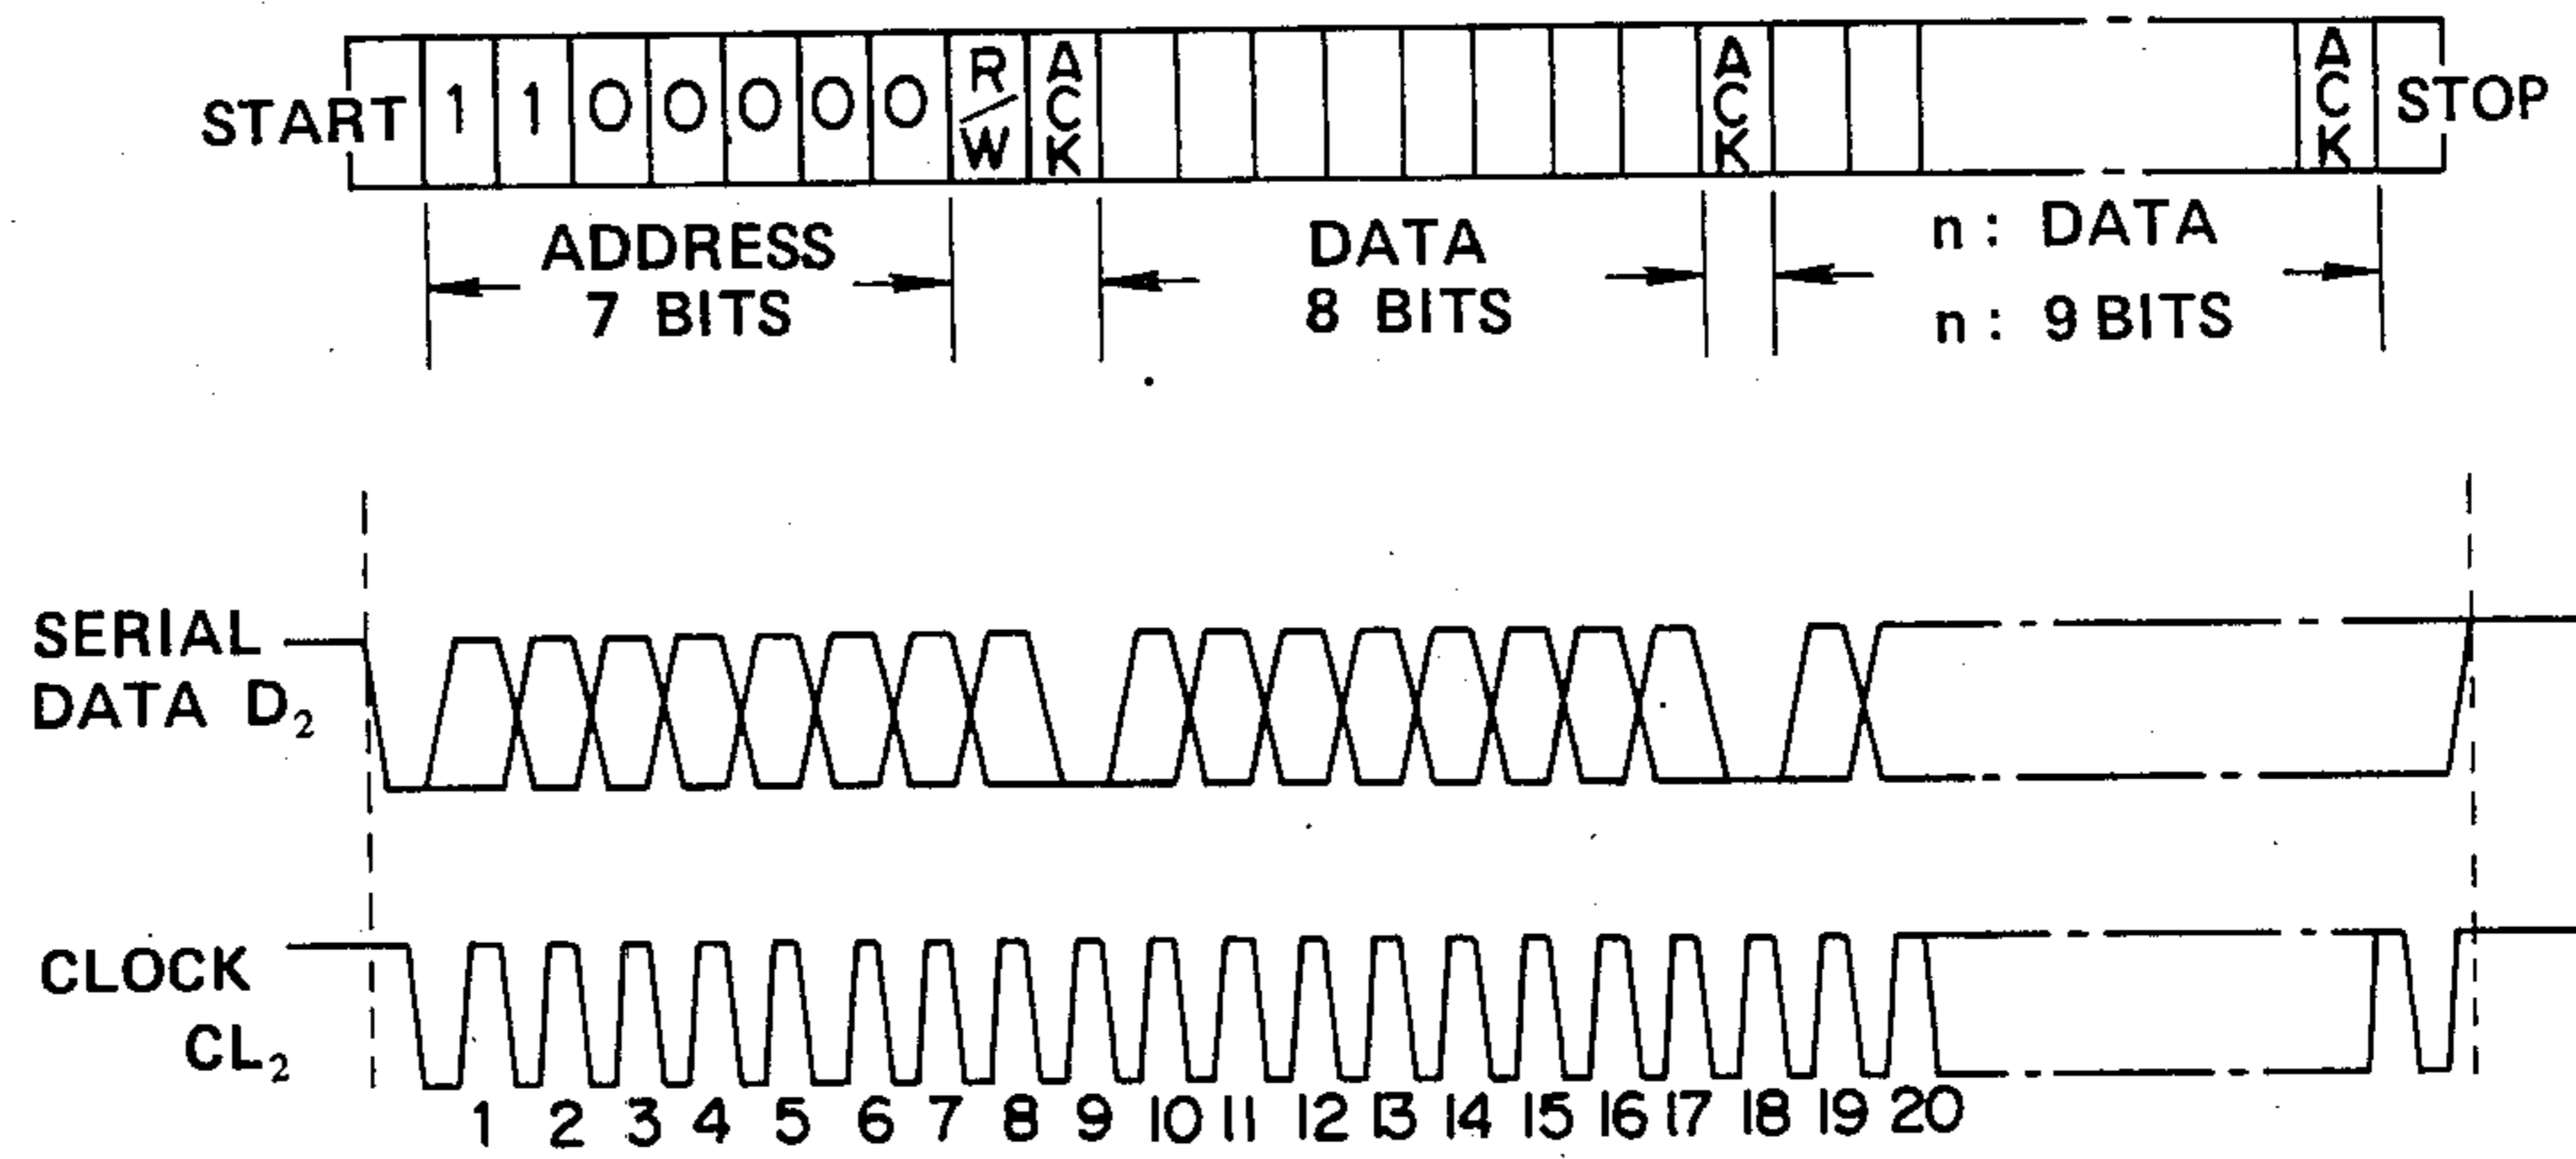 START 1 1 0 0 0 0 0 R/W ACK ACK ACK STOP
ADDRESS
7 BITS
DATA
8 BITS
n : DATA
n : 9 BITS
SERIAL
DATA D₂
CLOCK
CL₂
1 2 3 4 5 6 7 8 9 10 11 12 13 14 15 16 17 18 19 20